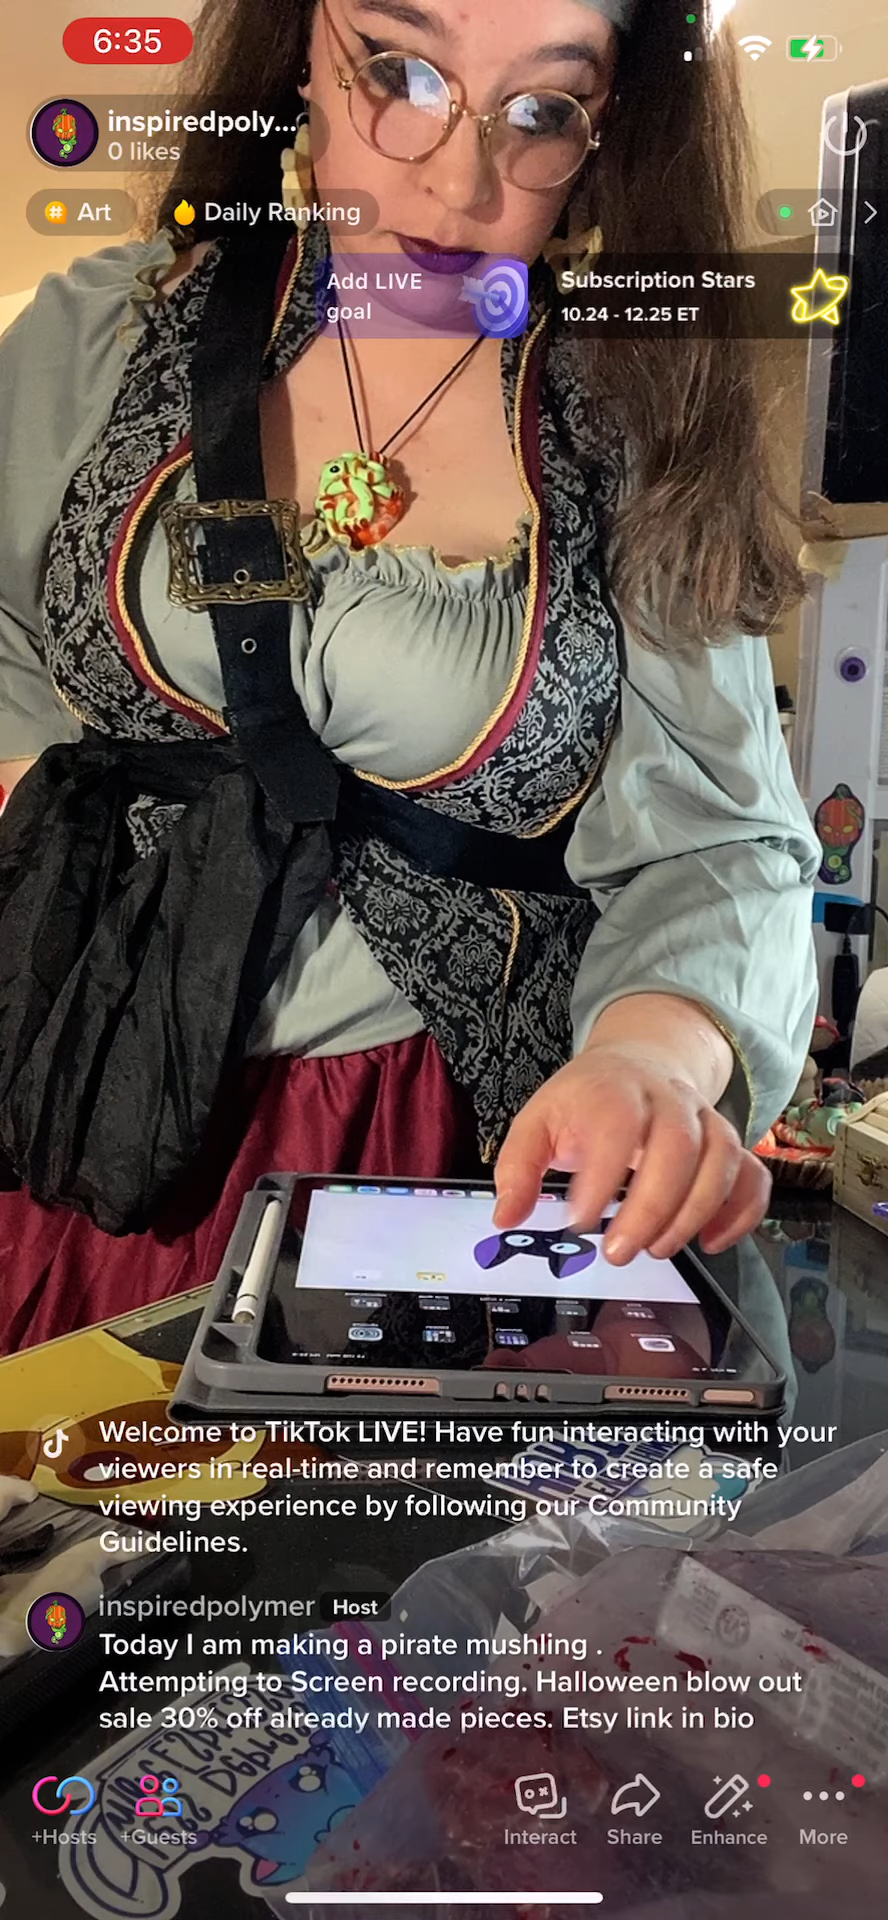 6:35
inspiredpoly...
0 likes
Art
Daily Ranking
Add LIVE
goal
Subscription Stars
10.24 - 12.25 ET
Welcome to TikTok LIVE! Have fun interacting with your
viewers in real-time and remember to create a safe
viewing experience by following our Community
Guidelines.
inspiredpolymer Host
Today I am making a pirate mushling .
Attempting to Screen recording. Halloween blow out
sale 30% off already made pieces. Etsy link in bio
+Hosts
+Guests
Interact
Share
Enhance
More